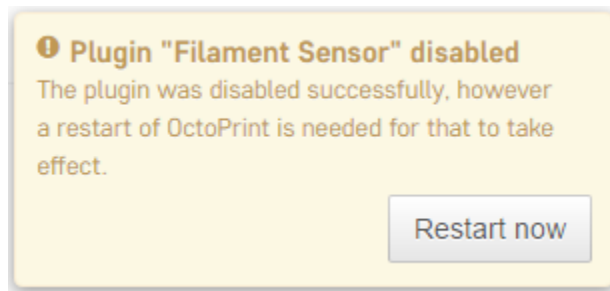 Plugin "Filament Sensor" disabled
The plugin was disabled successfully, however
a restart of OctoPrint is needed for that to take
effect.
Restart now